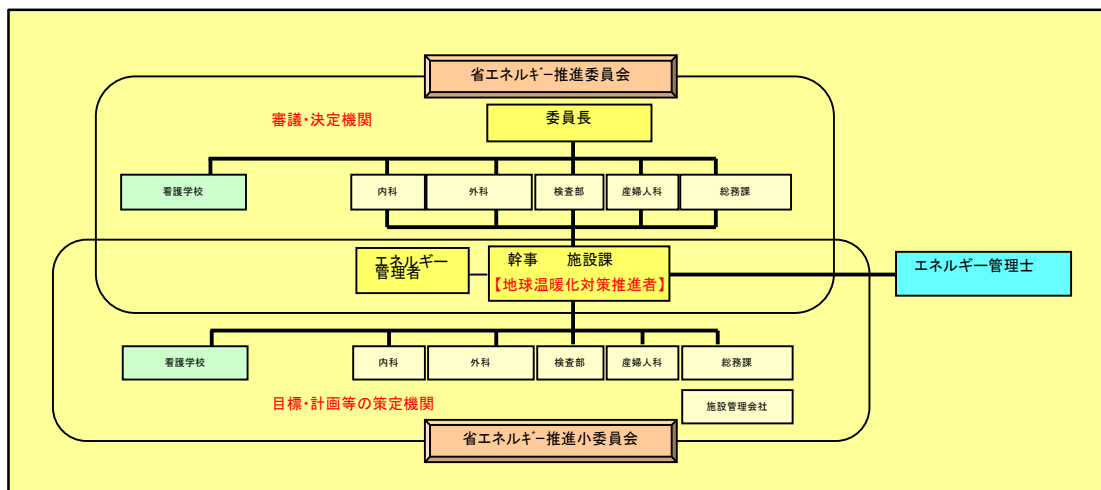 省エネルギー推進委員会
審議・決定機関
委員長
看護学校
内科
外科
検査部
産婦人科
総務課
エネルギー
管理者
幹事 施設課
【地球温暖化対策推進者】
エネルギー管理士
看護学校
内科
外科
検査部
産婦人科
総務課
目標・計画等の策定機関
施設管理会社
省エネルギー推進小委員会